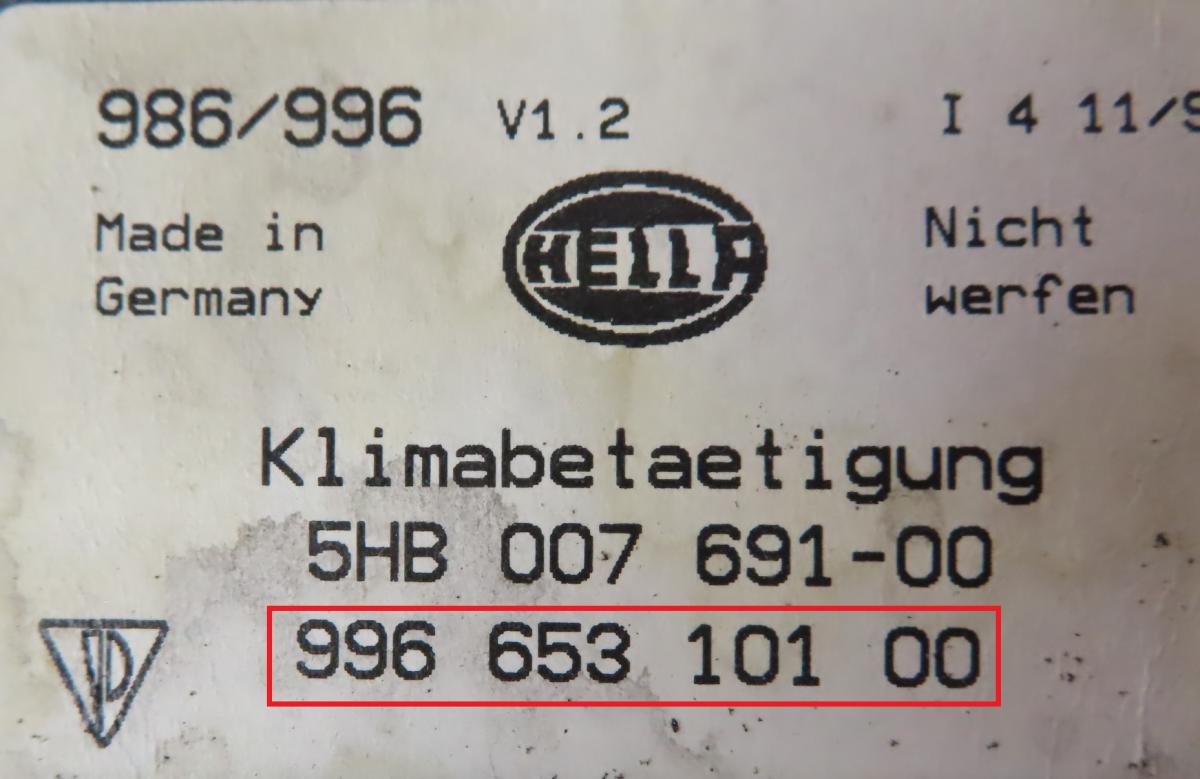 986/996 V1.2 I 4 11/9
Made in
Germany
HELLA
Nicht
werfen
Klimabetaetigung
5HB 007 691-00
996 653 101 00